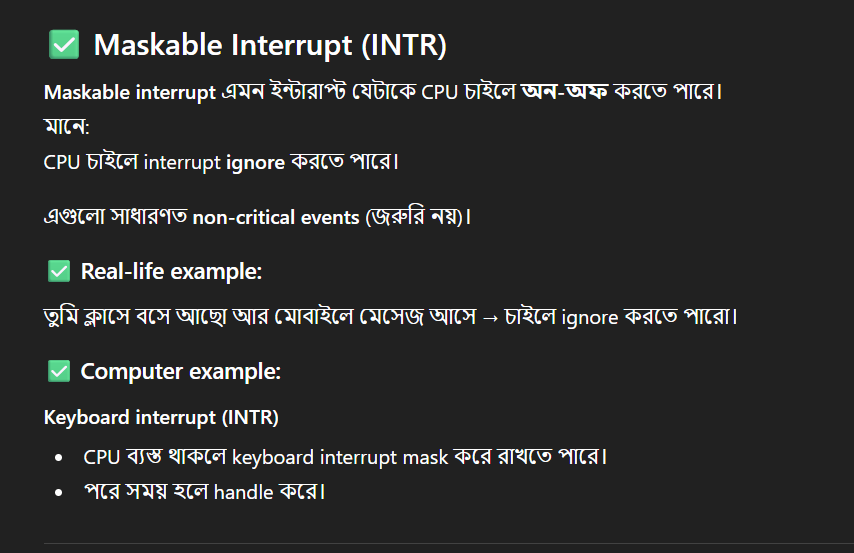 ✅ Maskable Interrupt (INTR)
Maskable interrupt এমন ইন্টারাপ্ট যেটাকে CPU চাইলে অন-অফ করতে পারে।
মানে:
CPU চাইলে interrupt ignore করতে পারে।
এগুলো সাধারণত non-critical events (জরুরি নয়)।
✅ Real-life example:
তুমি ক্লাসে বসে আছো আর মোবাইলে মেসেজ আসে → চাইলে ignore করতে পারো।
✅ Computer example:
Keyboard interrupt (INTR)
• CPU ব্যস্ত থাকলে keyboard interrupt mask করে রাখতে পারে।
• পরে সময় হলে handle করে।